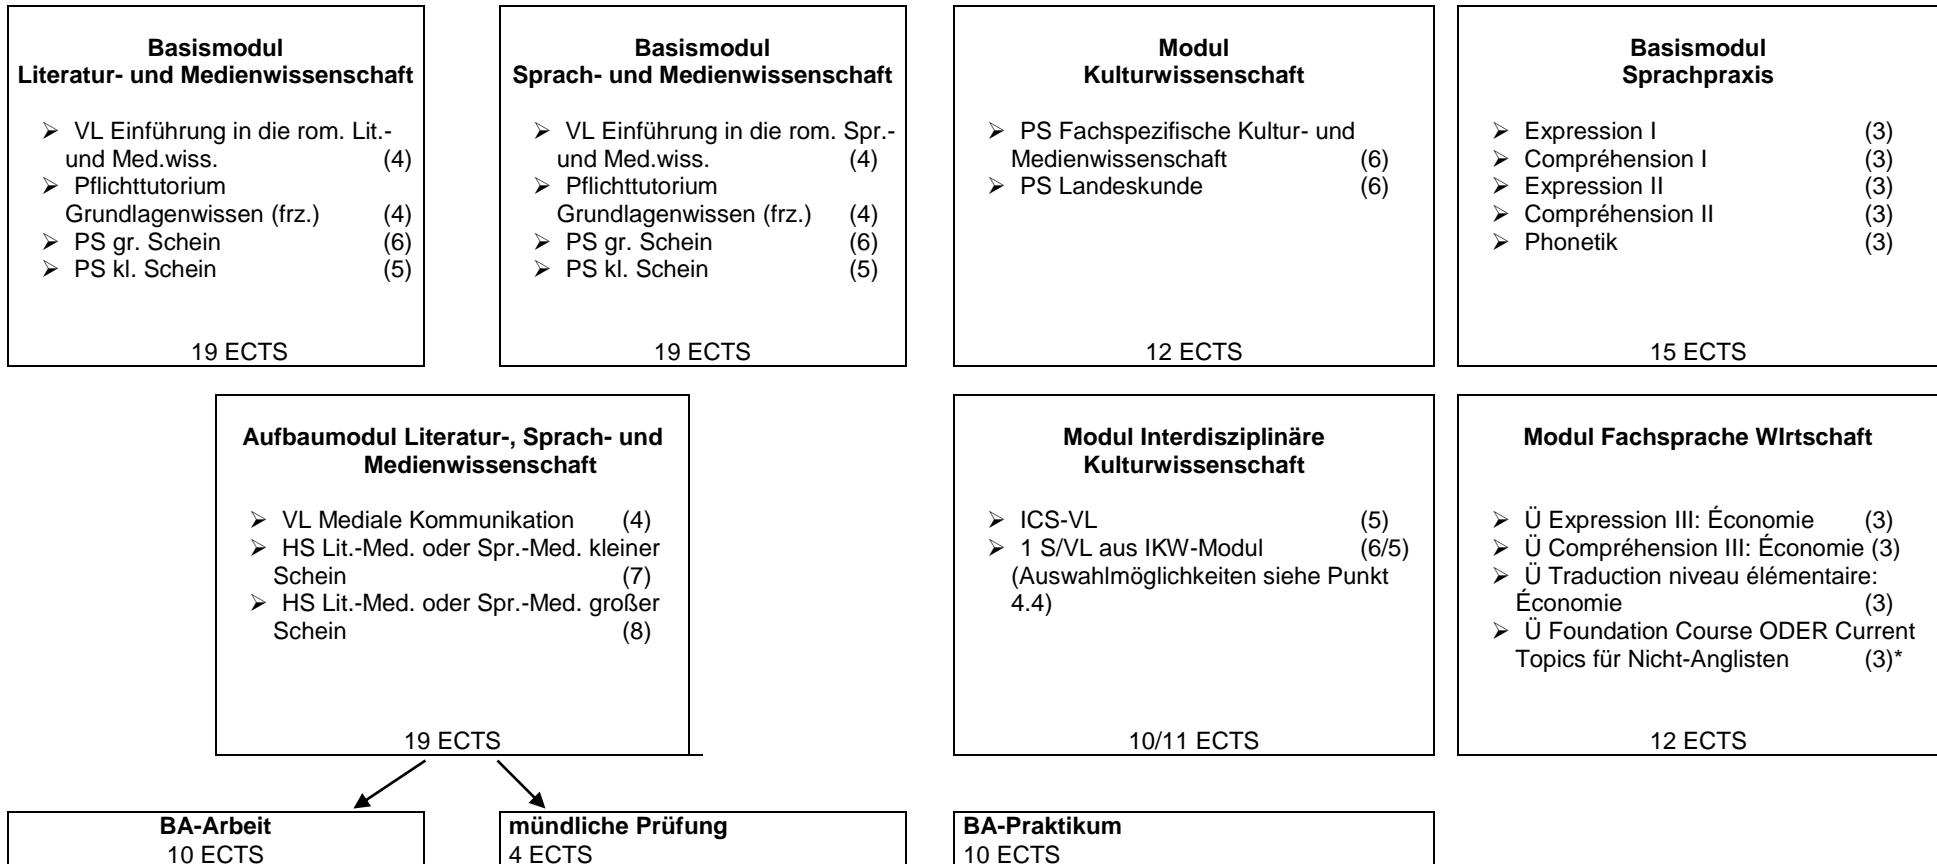 Basismodul
Literatur- und Medienwissenschaft
➢ VL Einführung in die rom. Lit.-
und Med.wiss. (4)
➢ Pflichttutorium
Grundlagenwissen (frz.) (4)
➢ PS gr. Schein (6)
➢ PS kl. Schein (5)
19 ECTS
Basismodul
Sprach- und Medienwissenschaft
➢ VL Einführung in die rom. Spr.-
und Med.wiss. (4)
➢ Pflichttutorium
Grundlagenwissen (frz.) (4)
➢ PS gr. Schein (6)
➢ PS kl. Schein (5)
19 ECTS
Modul
Kulturwissenschaft
➢ PS Fachspezifische Kultur- und
Medienwissenschaft (6)
➢ PS Landeskunde (6)
12 ECTS
Basismodul
Sprachpraxis
➢ Expression I (3)
➢ Compréhension I (3)
➢ Expression II (3)
➢ Compréhension II (3)
➢ Phonetik (3)
15 ECTS
Aufbaumodul Literatur-, Sprach- und
Medienwissenschaft
➢ VL Mediale Kommunikation (4)
➢ HS Lit.-Med. oder Spr.-Med. kleiner
Schein (7)
➢ HS Lit.-Med. oder Spr.-Med. großer
Schein (8)
19 ECTS
Modul Interdisziplinäre
Kulturwissenschaft
➢ ICS-VL (5)
➢ 1 S/VL aus IKW-Modul (6/5)
(Auswahlmöglichkeiten siehe Punkt
4.4)
10/11 ECTS
Modul Fachsprache WIrtschaft
➢ Ü Expression III: Économie (3)
➢ Ü Compréhension III: Économie (3)
➢ Ü Traduction niveau élémentaire:
Économie (3)
➢ Ü Foundation Course ODER Current
Topics für Nicht-Anglisten (3)*
12 ECTS
BA-Arbeit
10 ECTS
mündliche Prüfung
4 ECTS
BA-Praktikum
10 ECTS